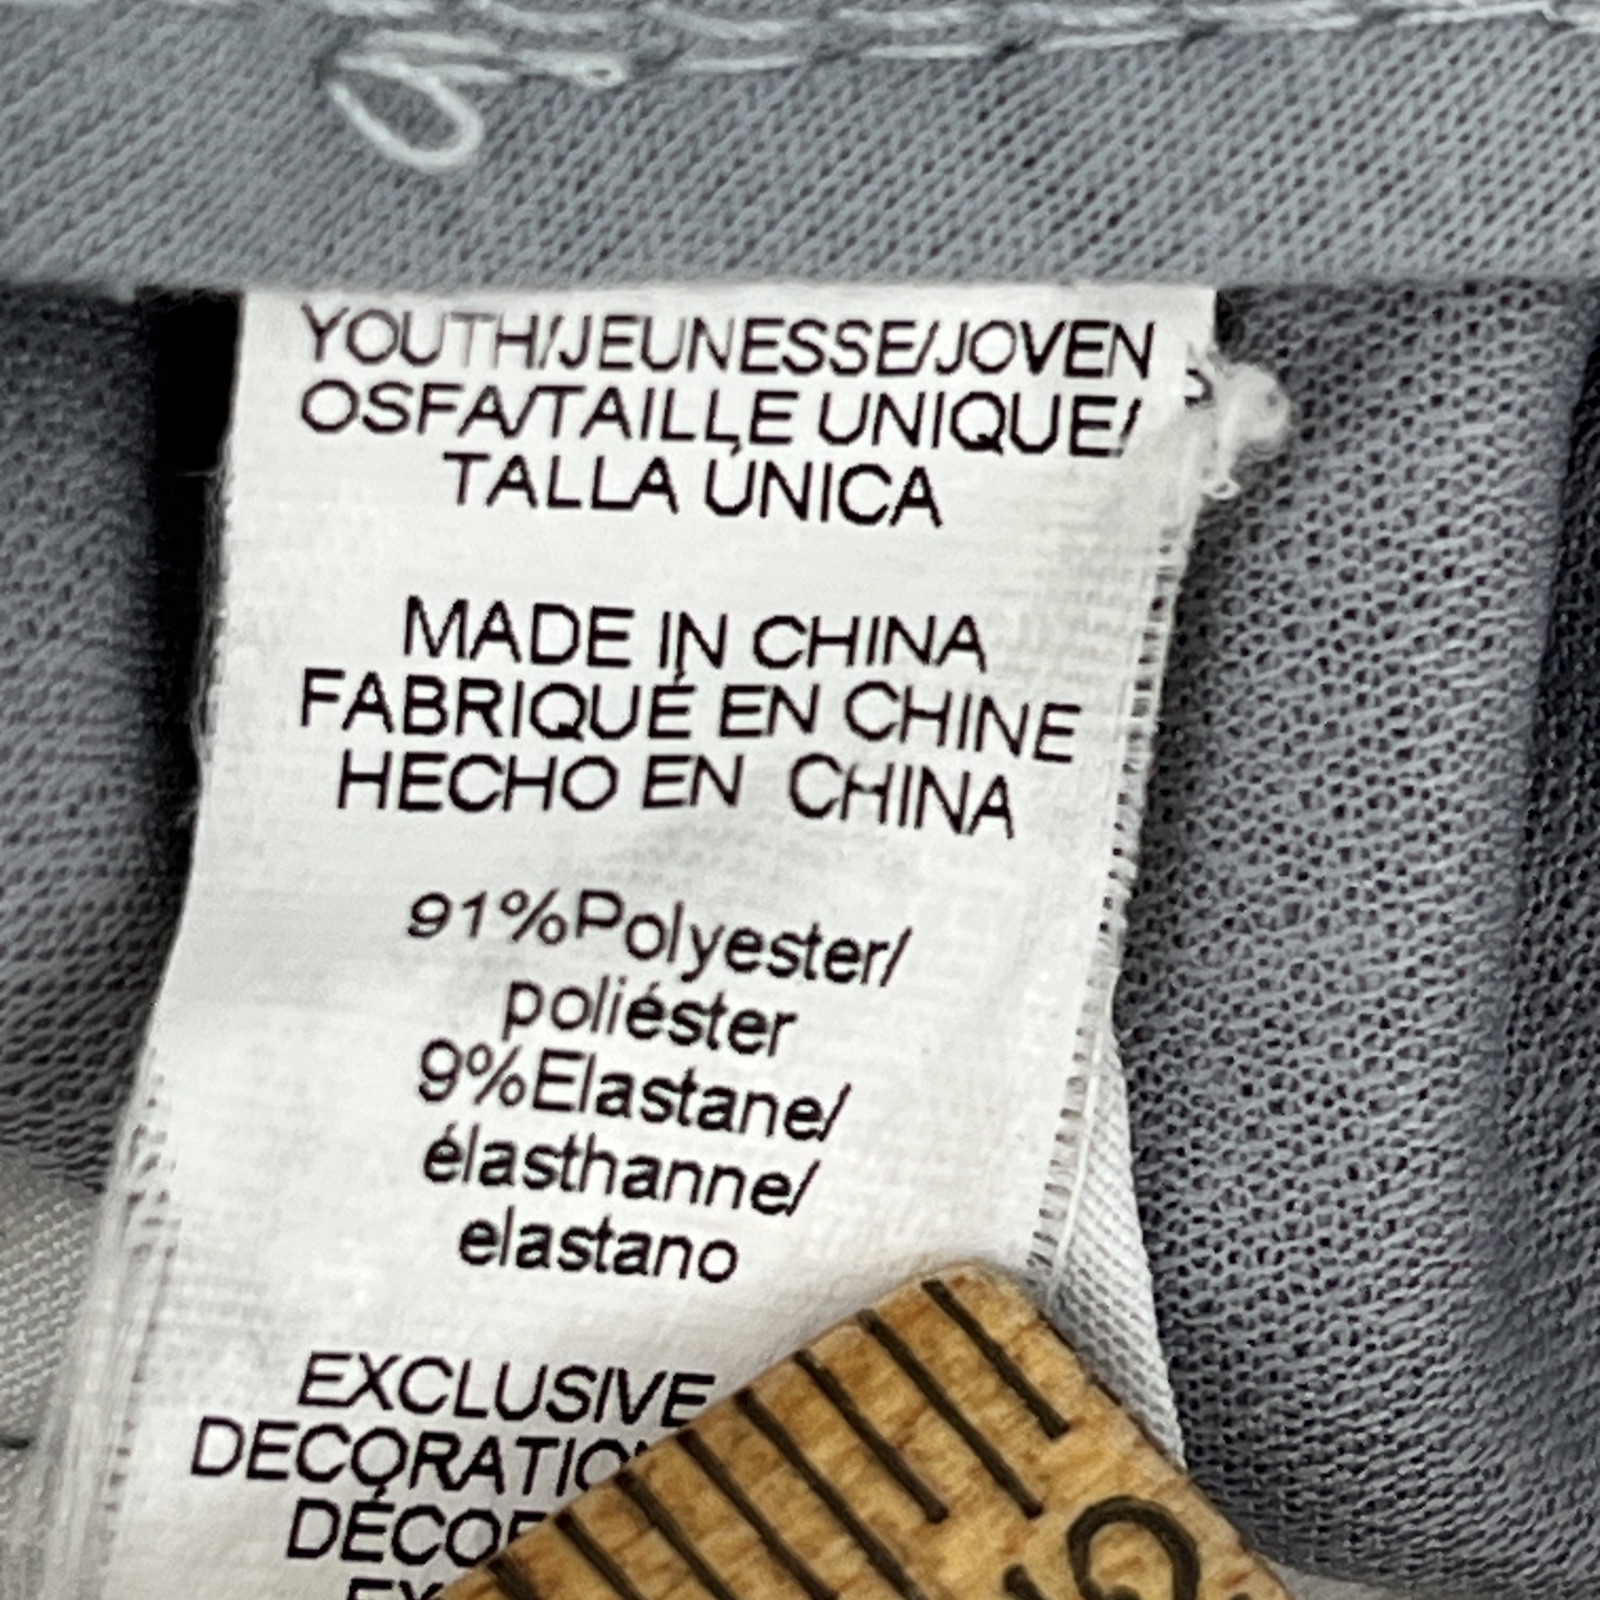 YOUTH/JEUNESSE/JOVEN
OSFA/TAILLE UNIQUE/
TALLA ÚNICA
MADE IN CHINA
FABRIQUÉ EN CHINE
HECHO EN CHINA
91%Polyester/
poliéster
9%Elastane/
élasthanne/
elastano
EXCLUSIVE